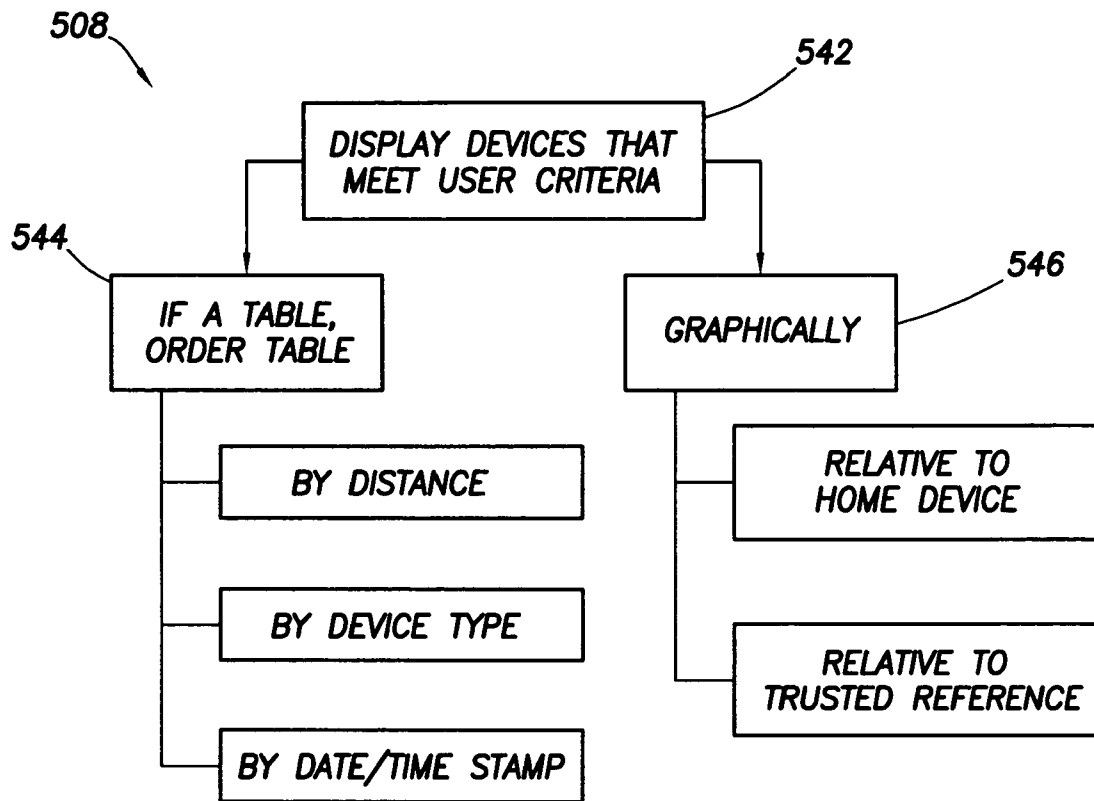 508
542
DISPLAY DEVICES THAT
MEET USER CRITERIA
544
IF A TABLE,
ORDER TABLE
546
GRAPHICALLY
BY DISTANCE
RELATIVE TO
HOME DEVICE
BY DEVICE TYPE
RELATIVE TO
TRUSTED REFERENCE
BY DATE/TIME STAMP